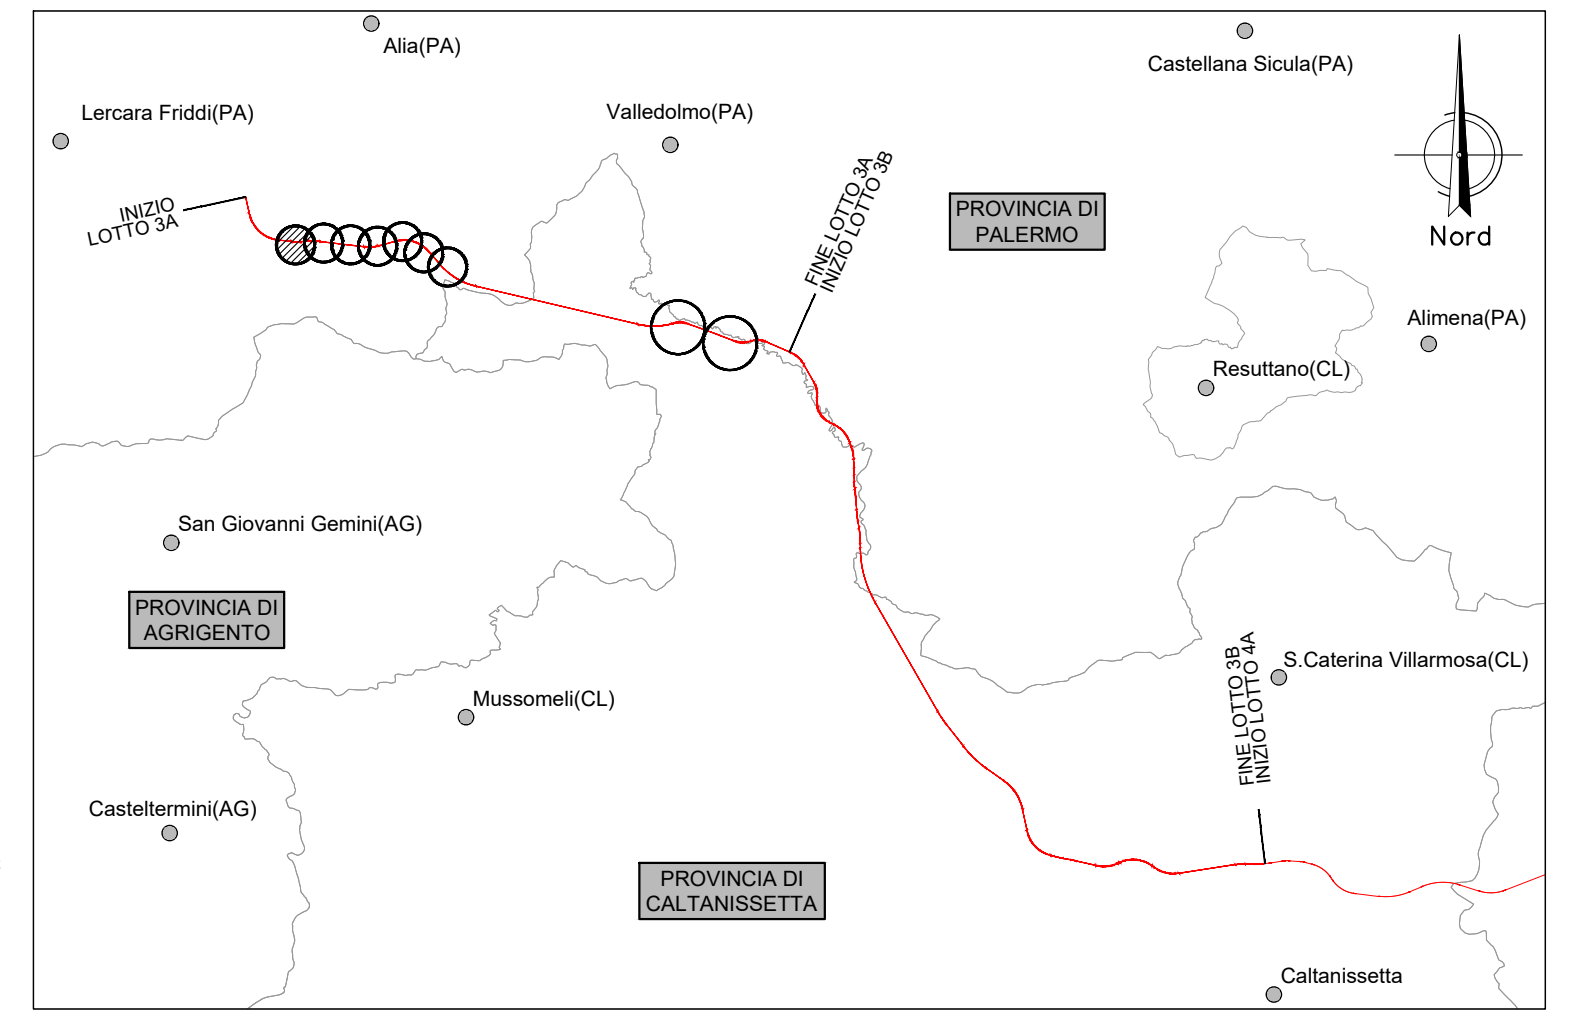 Alia(PA)
Castellana Sicula(PA)
Lercara Friddi(PA)
Valledolmo(PA)
INIZIO
LOTTO 3A
FINE LOTTO 3A
INIZIO LOTTO 3B
PROVINCIA DI
PALERMO
Nord
Alimena(PA)
Resuttano(CL)
San Giovanni Gemini(AG)
PROVINCIA DI
AGRIGENTO
FINE LOTTO 3B
INIZIO LOTTO 4A
S.Caterina Villarmosa(CL)
Mussomeli(CL)
Casteltermini(AG)
PROVINCIA DI
CALTANISSETTA
Caltanissetta